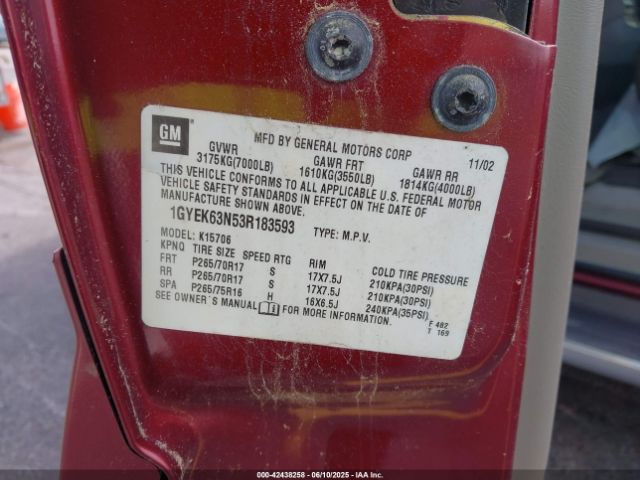 GM
MFD BY GENERAL MOTORS CORP 11/02
GVWR GAWR FRT GAWR RR
3175KG(7000LB) 1610KG(3550LB) 1814KG(4000LB)
THIS VEHICLE CONFORMS TO ALL APPLICABLE U.S. FEDERAL MOTOR
VEHICLE SAFETY STANDARDS IN EFFECT ON THE DATE OF
MANUFACTURE SHOWN ABOVE.
1GYEK63N53R183593 TYPE: M.P.V.
MODEL: K15706
KPNQ TIRE SIZE SPEED RTG RIM COLD TIRE PRESSURE
FRT P265/70R17 S 17X7.5J 210KPA(30PSI)
RR P265/70R17 S 17X7.5J 210KPA(30PSI)
SPA P265/75R16 H 16X6.5J 240KPA(35PSI)
SEE OWNER'S MANUAL FOR MORE INFORMATION.
F 482
T 169
000-42438258 - 06/10/2025 - IAA Inc.